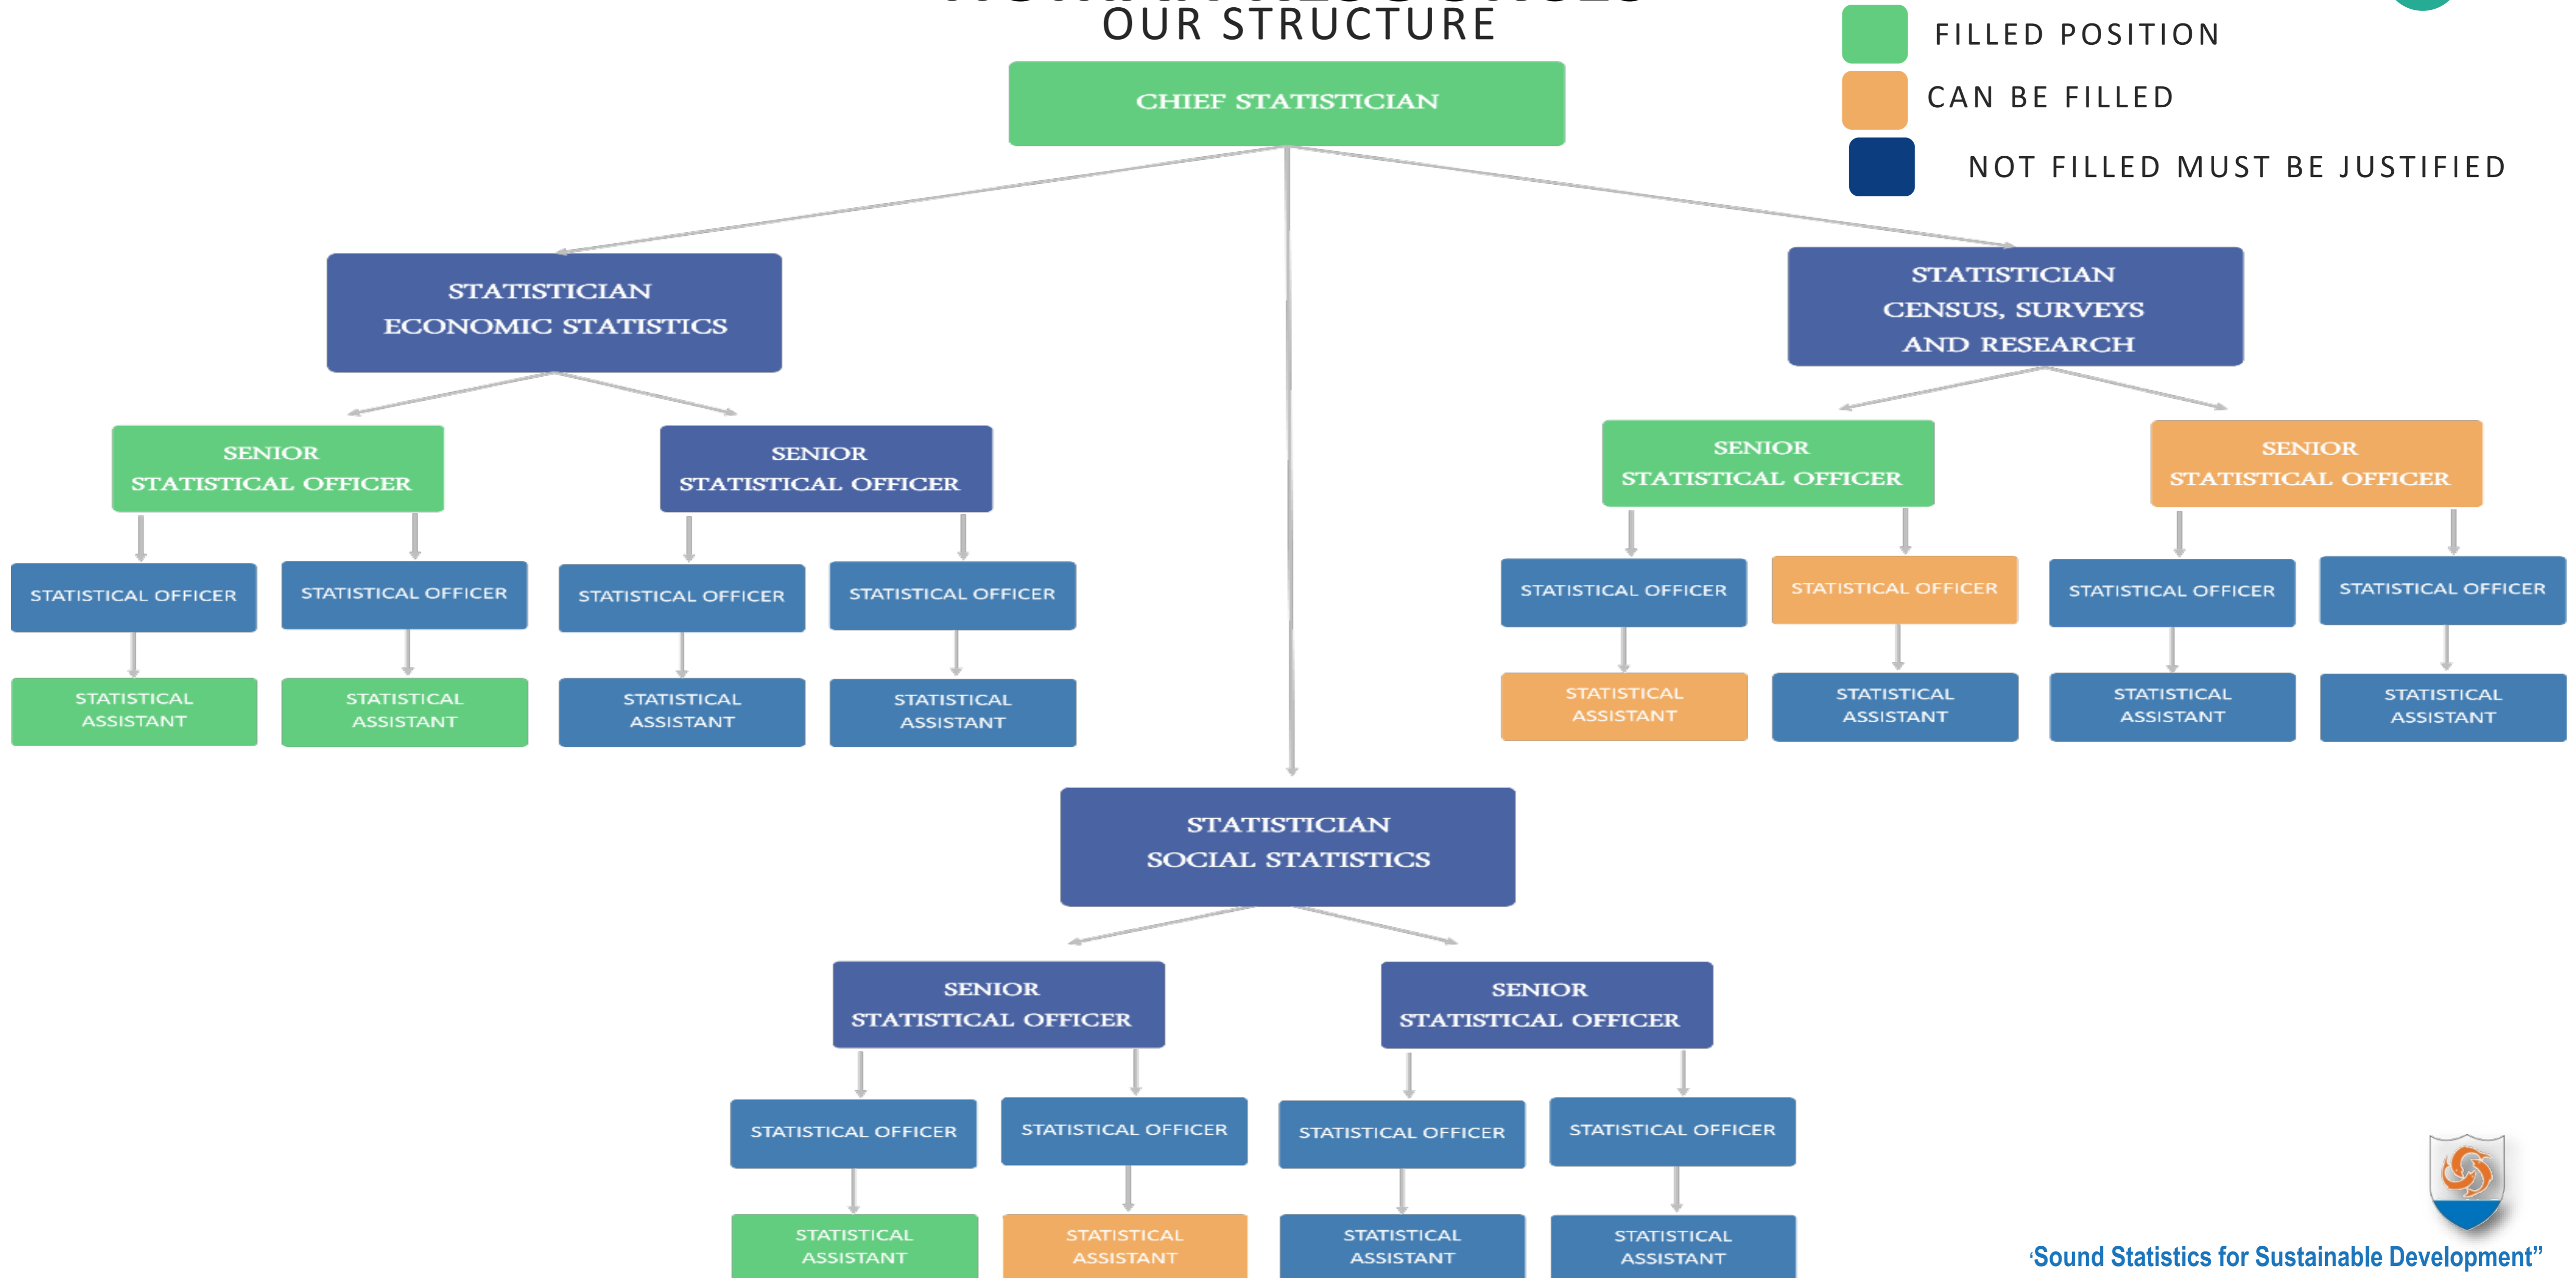 OUR STRUCTURE
FILLED POSITION
CAN BE FILLED
NOT FILLED MUST BE JUSTIFIED
CHIEF STATISTICIAN
STATISTICIAN
ECONOMIC STATISTICS
STATISTICIAN
CENSUS, SURVEYS
AND RESEARCH
SENIOR
STATISTICAL OFFICER
SENIOR
STATISTICAL OFFICER
SENIOR
STATISTICAL OFFICER
SENIOR
STATISTICAL OFFICER
STATISTICAL OFFICER
STATISTICAL OFFICER
STATISTICAL OFFICER
STATISTICAL OFFICER
STATISTICAL OFFICER
STATISTICAL OFFICER
STATISTICAL OFFICER
STATISTICAL OFFICER
STATISTICAL
ASSISTANT
STATISTICAL
ASSISTANT
STATISTICAL
ASSISTANT
STATISTICAL
ASSISTANT
STATISTICAL
ASSISTANT
STATISTICAL
ASSISTANT
STATISTICAL
ASSISTANT
STATISTICAL
ASSISTANT
STATISTICIAN
SOCIAL STATISTICS
SENIOR
STATISTICAL OFFICER
SENIOR
STATISTICAL OFFICER
STATISTICAL OFFICER
STATISTICAL OFFICER
STATISTICAL OFFICER
STATISTICAL OFFICER
STATISTICAL
ASSISTANT
STATISTICAL
ASSISTANT
STATISTICAL
ASSISTANT
STATISTICAL
ASSISTANT
‘Sound Statistics for Sustainable Development”